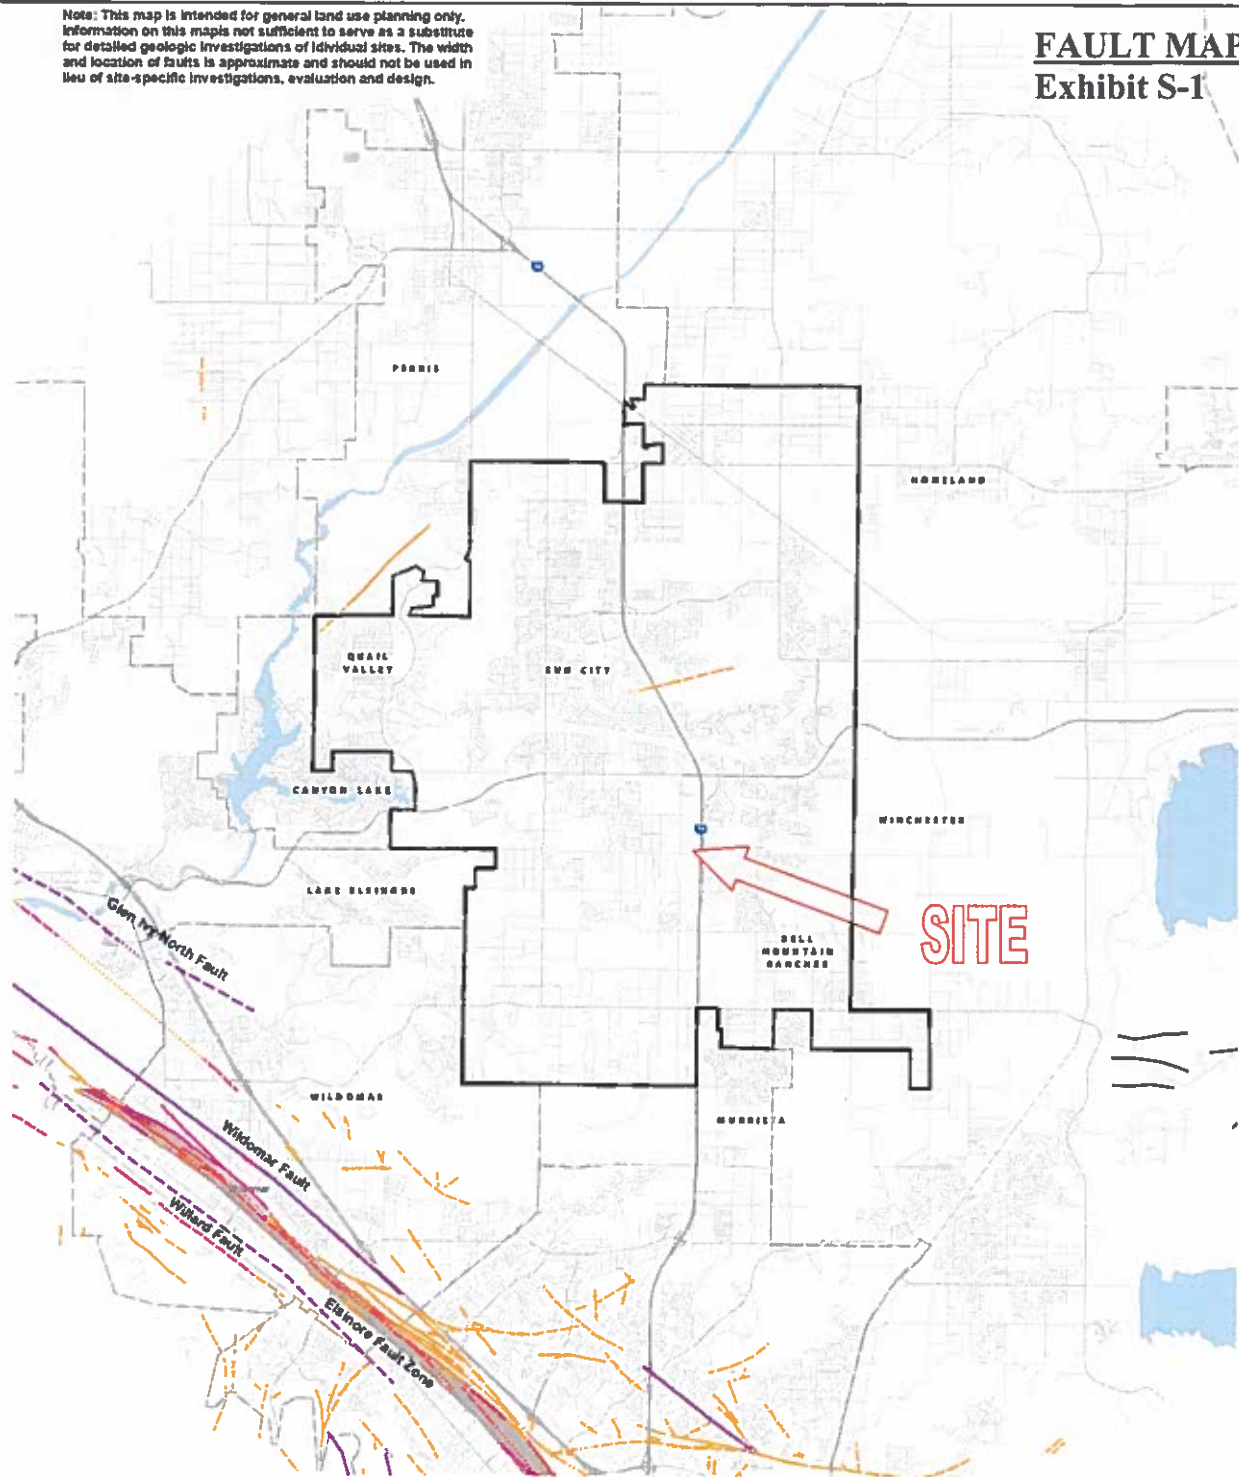 Note: This map is intended for general land use planning only.
Information on this mapis not sufficient to serve as a substitute
for detailed geologic investigations of idividual sites. The width
and location of faults is approximate and should not be used in
lieu of site-specific investigations, evaluation and design.
FAULT MAP
Exhibit S-1
PERRIS
HOMELAND
QUAIL
VALLEY
SUN CITY
CANYON LAKE
WINCHESTER
LAKE ELSINORE
Glen Ivy North Fault
SITE
BELL
MOUNTAIN
RANCHES
WILDOMAR
MURRIETA
Wildomar Fault
Willard Fault
Elsinore Fault Zone